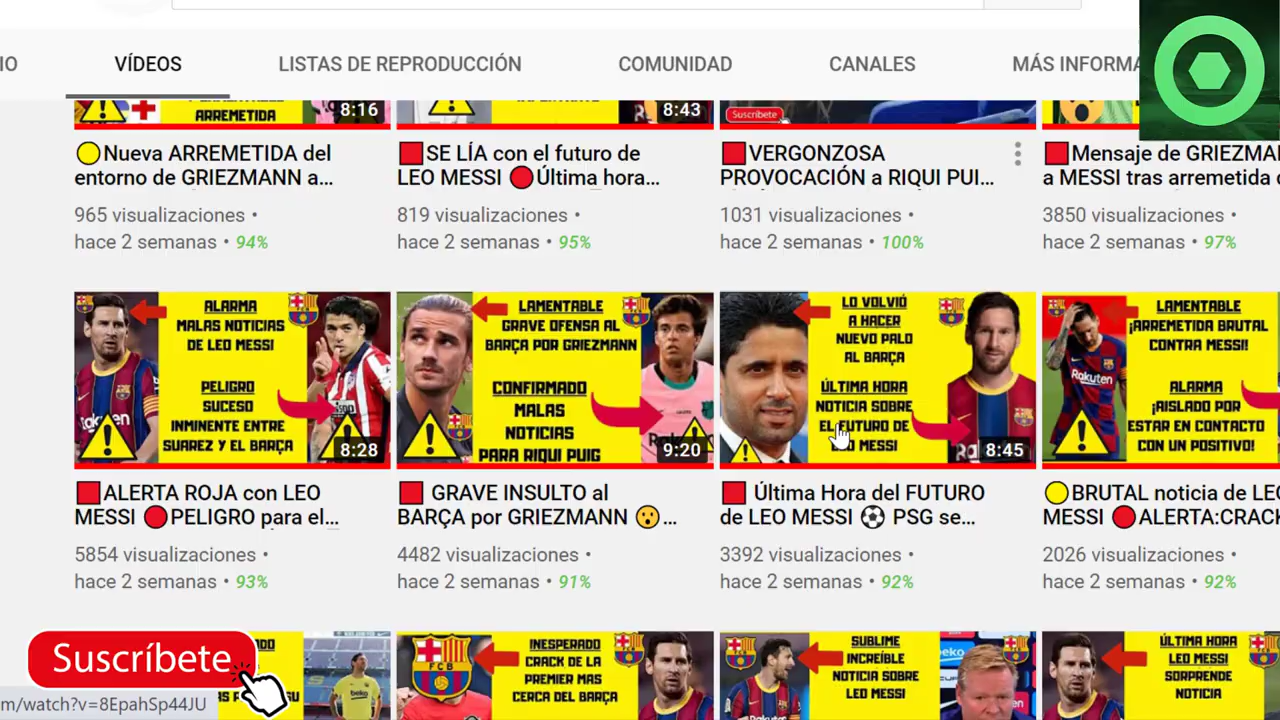 IO
VÍDEOS
LISTAS DE REPRODUCCIÓN
COMUNIDAD
CANALES
MÁS INFORMA
ARREMETIDA
8:16
8:43
Suscríbete
Nueva ARREMETIDA del
entorno de GRIEZMANN a...
965 visualizaciones •
hace 2 semanas • 94%
SE LÍA con el futuro de
LEO MESSI Última hora...
819 visualizaciones •
hace 2 semanas • 95%
VERGONZOSA
PROVOCACIÓN a RIQUI PUI...
1031 visualizaciones •
hace 2 semanas • 100%
Mensaje de GRIEZMA
a MESSI tras arremetida
3850 visualizaciones •
hace 2 semanas • 97%
ALARMA
MALAS NOTICIAS
DE LEO MESSI
PELIGRO
SUCESO
INMINENTE ENTRE
SUAREZ Y EL BARÇA
8:28
LAMENTABLE
GRAVE OFENSA AL
BARÇA POR GRIEZMANN
CONFIRMADO
MALAS
NOTICIAS
PARA RIQUI PUIG
9:20
LO VOLVIÓ
A HACER
NUEVO PALO
AL BARÇA
ÚLTIMA HORA
NOTICIA SOBRE
EL FUTURO DE
LEO MESSI
8:45
LAMENTABLE
¡ARREMETIDA BRUTAL
CONTRA MESSI!
Rakuten
ALARMA
¡AISLADO POR
ESTAR EN CONTACTO
CON UN POSITIVO!
ALERTA ROJA con LEO
MESSI PELIGRO para el...
5854 visualizaciones •
hace 2 semanas • 93%
GRAVE INSULTO al
BARÇA por GRIEZMANN ...
4482 visualizaciones •
hace 2 semanas • 91%
Última Hora del FUTURO
de LEO MESSI PSG se...
3392 visualizaciones •
hace 2 semanas • 92%
BRUTAL noticia de LE
MESSI ALERTA:CRACK
2026 visualizaciones •
hace 2 semanas • 92%
Suscríbete
beko
FCB
INESPERADO
CRACK DE LA
PREMIER MAS
CERCA DEL BARÇA
SUBLIME
INCREÍBLE
NOTICIA SOBRE
LEO MESSI
ÚLTIMA HORA
LEO MESSI
SORPRENDE
NOTICIA
m/watch?v=8EpahSp44JU